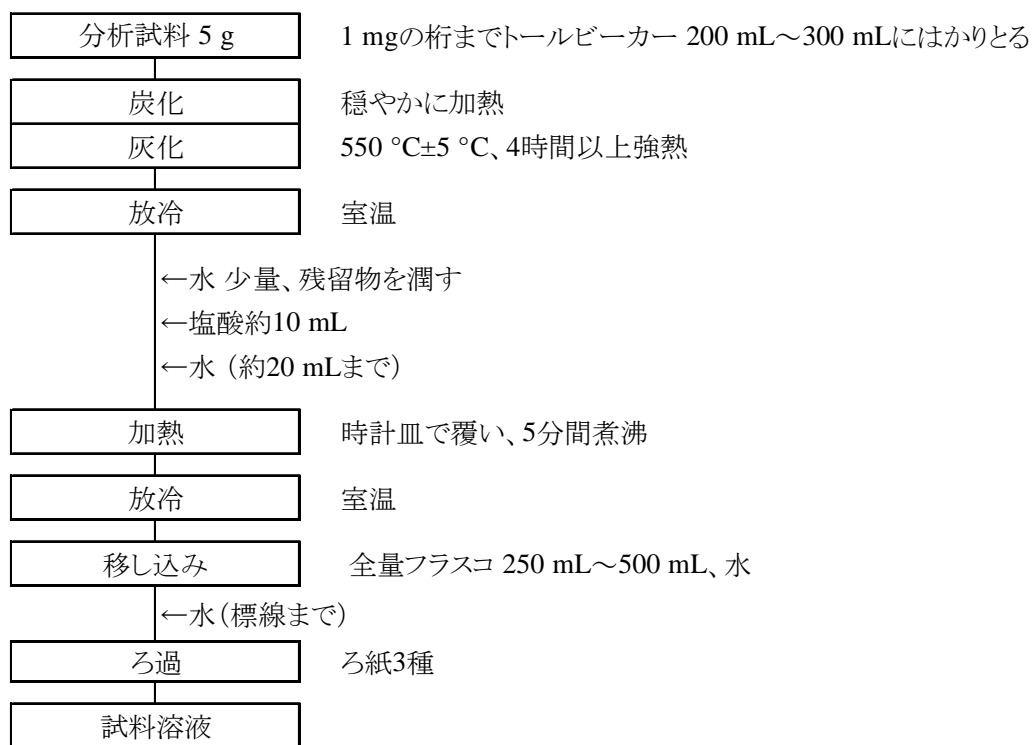 分析試料 5 g 1 mgの桁までトールビーカー 200 mL～300 mLにはかりとる
炭化 穏やかに加熱
灰化 550 °C±5 °C、4時間以上強熱
放冷 室温
←水 少量、残留物を潤す
←塩酸約10 mL
←水（約20 mLまで）
加熱 時計皿で覆い、5分間煮沸
放冷 室温
移し込み 全量フラスコ 250 mL～500 mL、水
←水（標線まで）
ろ過 ろ紙3種
試料溶液